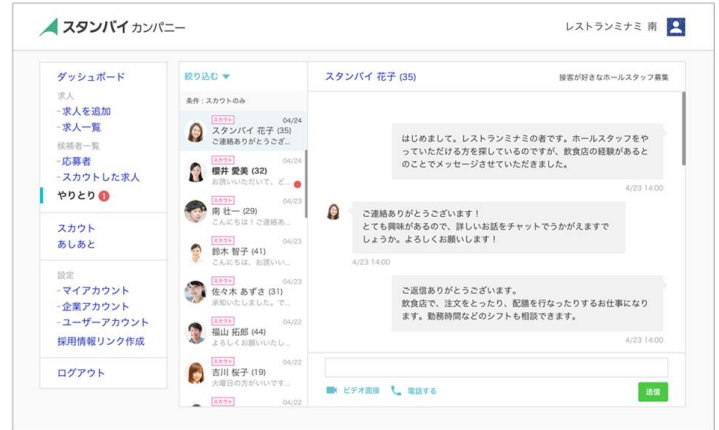 スタンバイ カンパニー
レストランミナミ 南
ダッシュボード
求人
-求人を追加
-求人一覧
候補者一覧
-応募者
-スカウトした求人
やりとり 1
スカウト
あしあと
設定
-マイアカウント
-企業アカウント
-ユーザーアカウント
採用情報リンク作成
ログアウト
絞り込む ▼
条件：スカウトのみ
スカウト 04/24
スタンバイ 花子 (35)
ご連絡ありがとうござ...
スカウト 04/24
櫻井 愛美 (32)
お誘いいただいて、ど...
スカウト 04/23
南 壮一 (29)
こんにちは！ご連絡あ...
スカウト 04/23
鈴木 智子 (41)
こんにちは、お誘いい...
スカウト 04/23
佐々木 あずさ (31)
承知いたしました。で...
スカウト 04/22
福山 拓郎 (44)
よろしくお願いいたし...
スカウト 04/22
吉川 桜子 (19)
火曜日の方がいいです...
スカウト 04/22
スタンバイ 花子 (35)
接客が好きなホールスタッフ募集
はじめまして。レストランミナミの者です。ホールスタッフをや
っていただける方を探しているのですが、飲食店の経験があると
のことでメッセージさせていただきました。
4/23 14:00
ご連絡ありがとうございます！
とても興味があるので、詳しいお話をチャットでうかがえますで
しょうか。よろしくお願いします！
4/23 14:00
ご返信ありがとうございます。
飲食店で、注文をとったり、配膳を行なったりするお仕事になり
ます。勤務時間などのシフトも相談できます。
4/23 14:00
ビデオ面接 電話する
送信